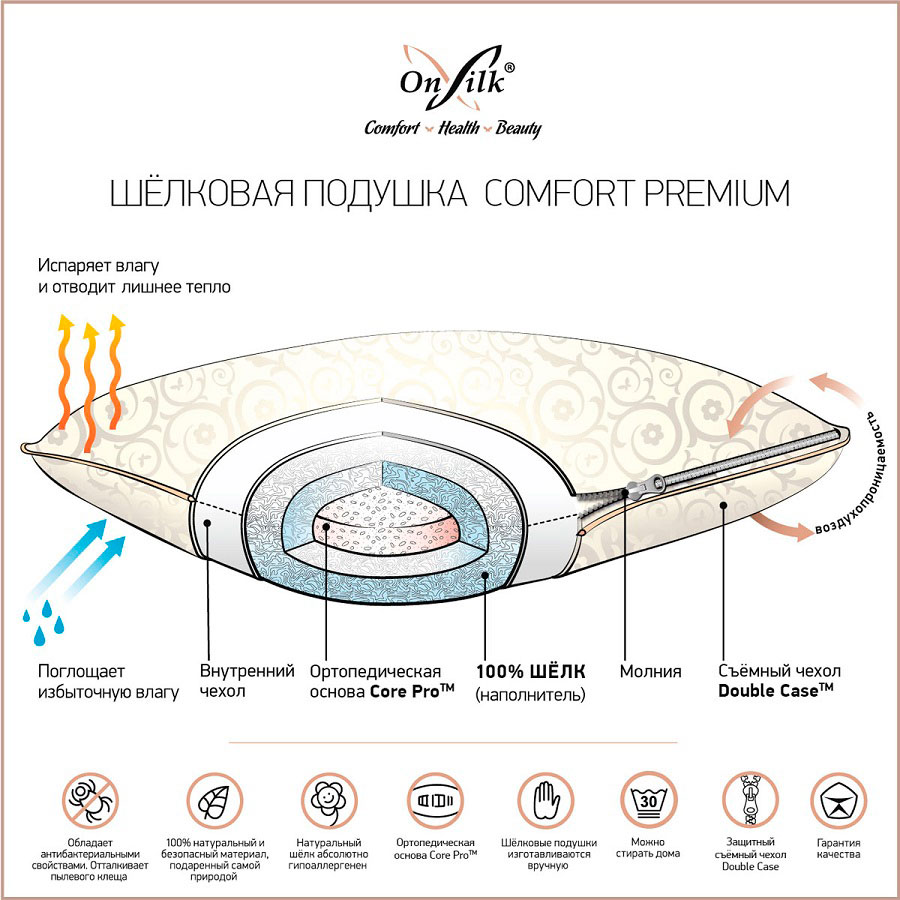 OnSilk®
Comfort Health Beauty
ШЁЛКОВАЯ ПОДУШКА COMFORT PREMIUM
Испаряет влагу
и отводит лишнее тепло
воздухопроницаемость
Поглощает
избыточную влагу
Внутренний
чехол
Ортопедическая
основа Core Pro™
100% ШЁЛК
(наполнитель)
Молния
Съёмный чехол
Double Case™
Обладает
антибактериальными
свойствами. Отталкивает
пылевого клеща
100% натуральный и
безопасный материал,
подаренный самой
природой
Натуральный
шёлк абсолютно
гипоаллергенен
Ортопедическая
основа Core Pro™
Шёлковые подушки
изготавливаются
вручную
30
Можно
стирать дома
Защитный
съёмный чехол
Double Case
Гарантия
качества